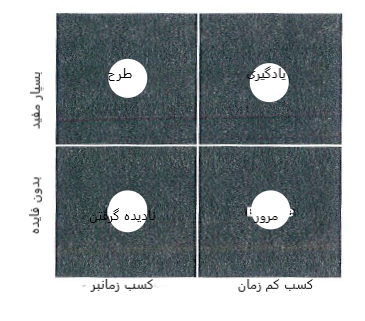 بسیار مفید
طرح
یادگیری
بدون فایده
نادیده گرفتن
مرور
کسب زمانبر
کسب کم زمان